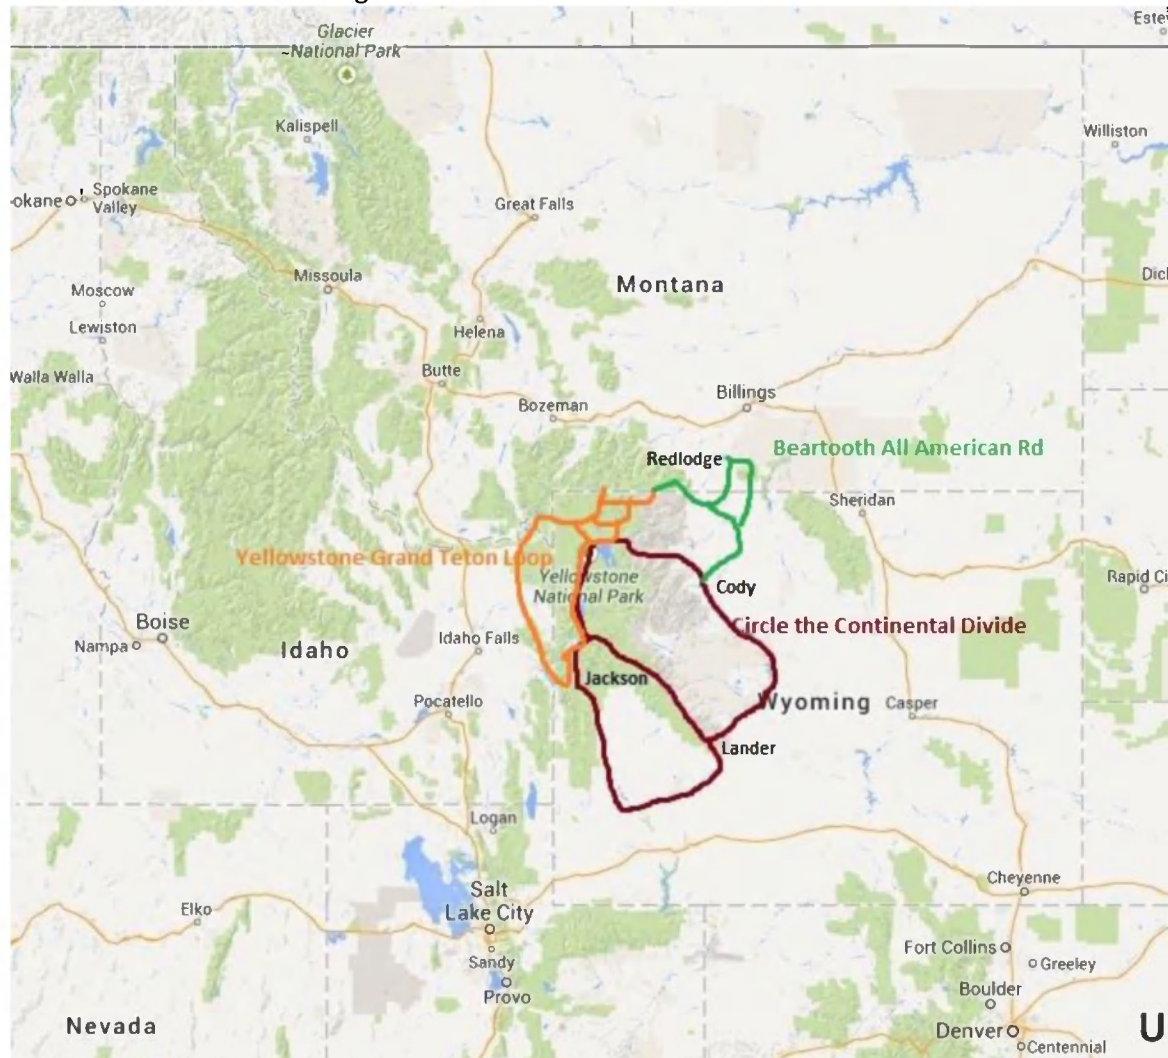 Glacier
~National Park
Este
Kalispell
Williston
okane
Spokane
Valley
Great Falls
Missoula
Montana
Dick
Moscow
Lewiston
Helena
Walla Walla
Butte
Billings
Bozeman
Redlodge
Beartooth All American Rd
Sheridan
Yellowstone Grand Teton Loop
Yellowstone
National Park
Cody
Rapid Ci
Boise
Circle the Continental Divide
Nampa
Idaho
Idaho Falls
Jackson
Pocatello
Wyoming
Casper
Lander
Logan
Salt
Lake City
Cheyenne
Elko
Fort Collins
Sandy
Greeley
Provo
Boulder
Nevada
Denver
U
Centennial